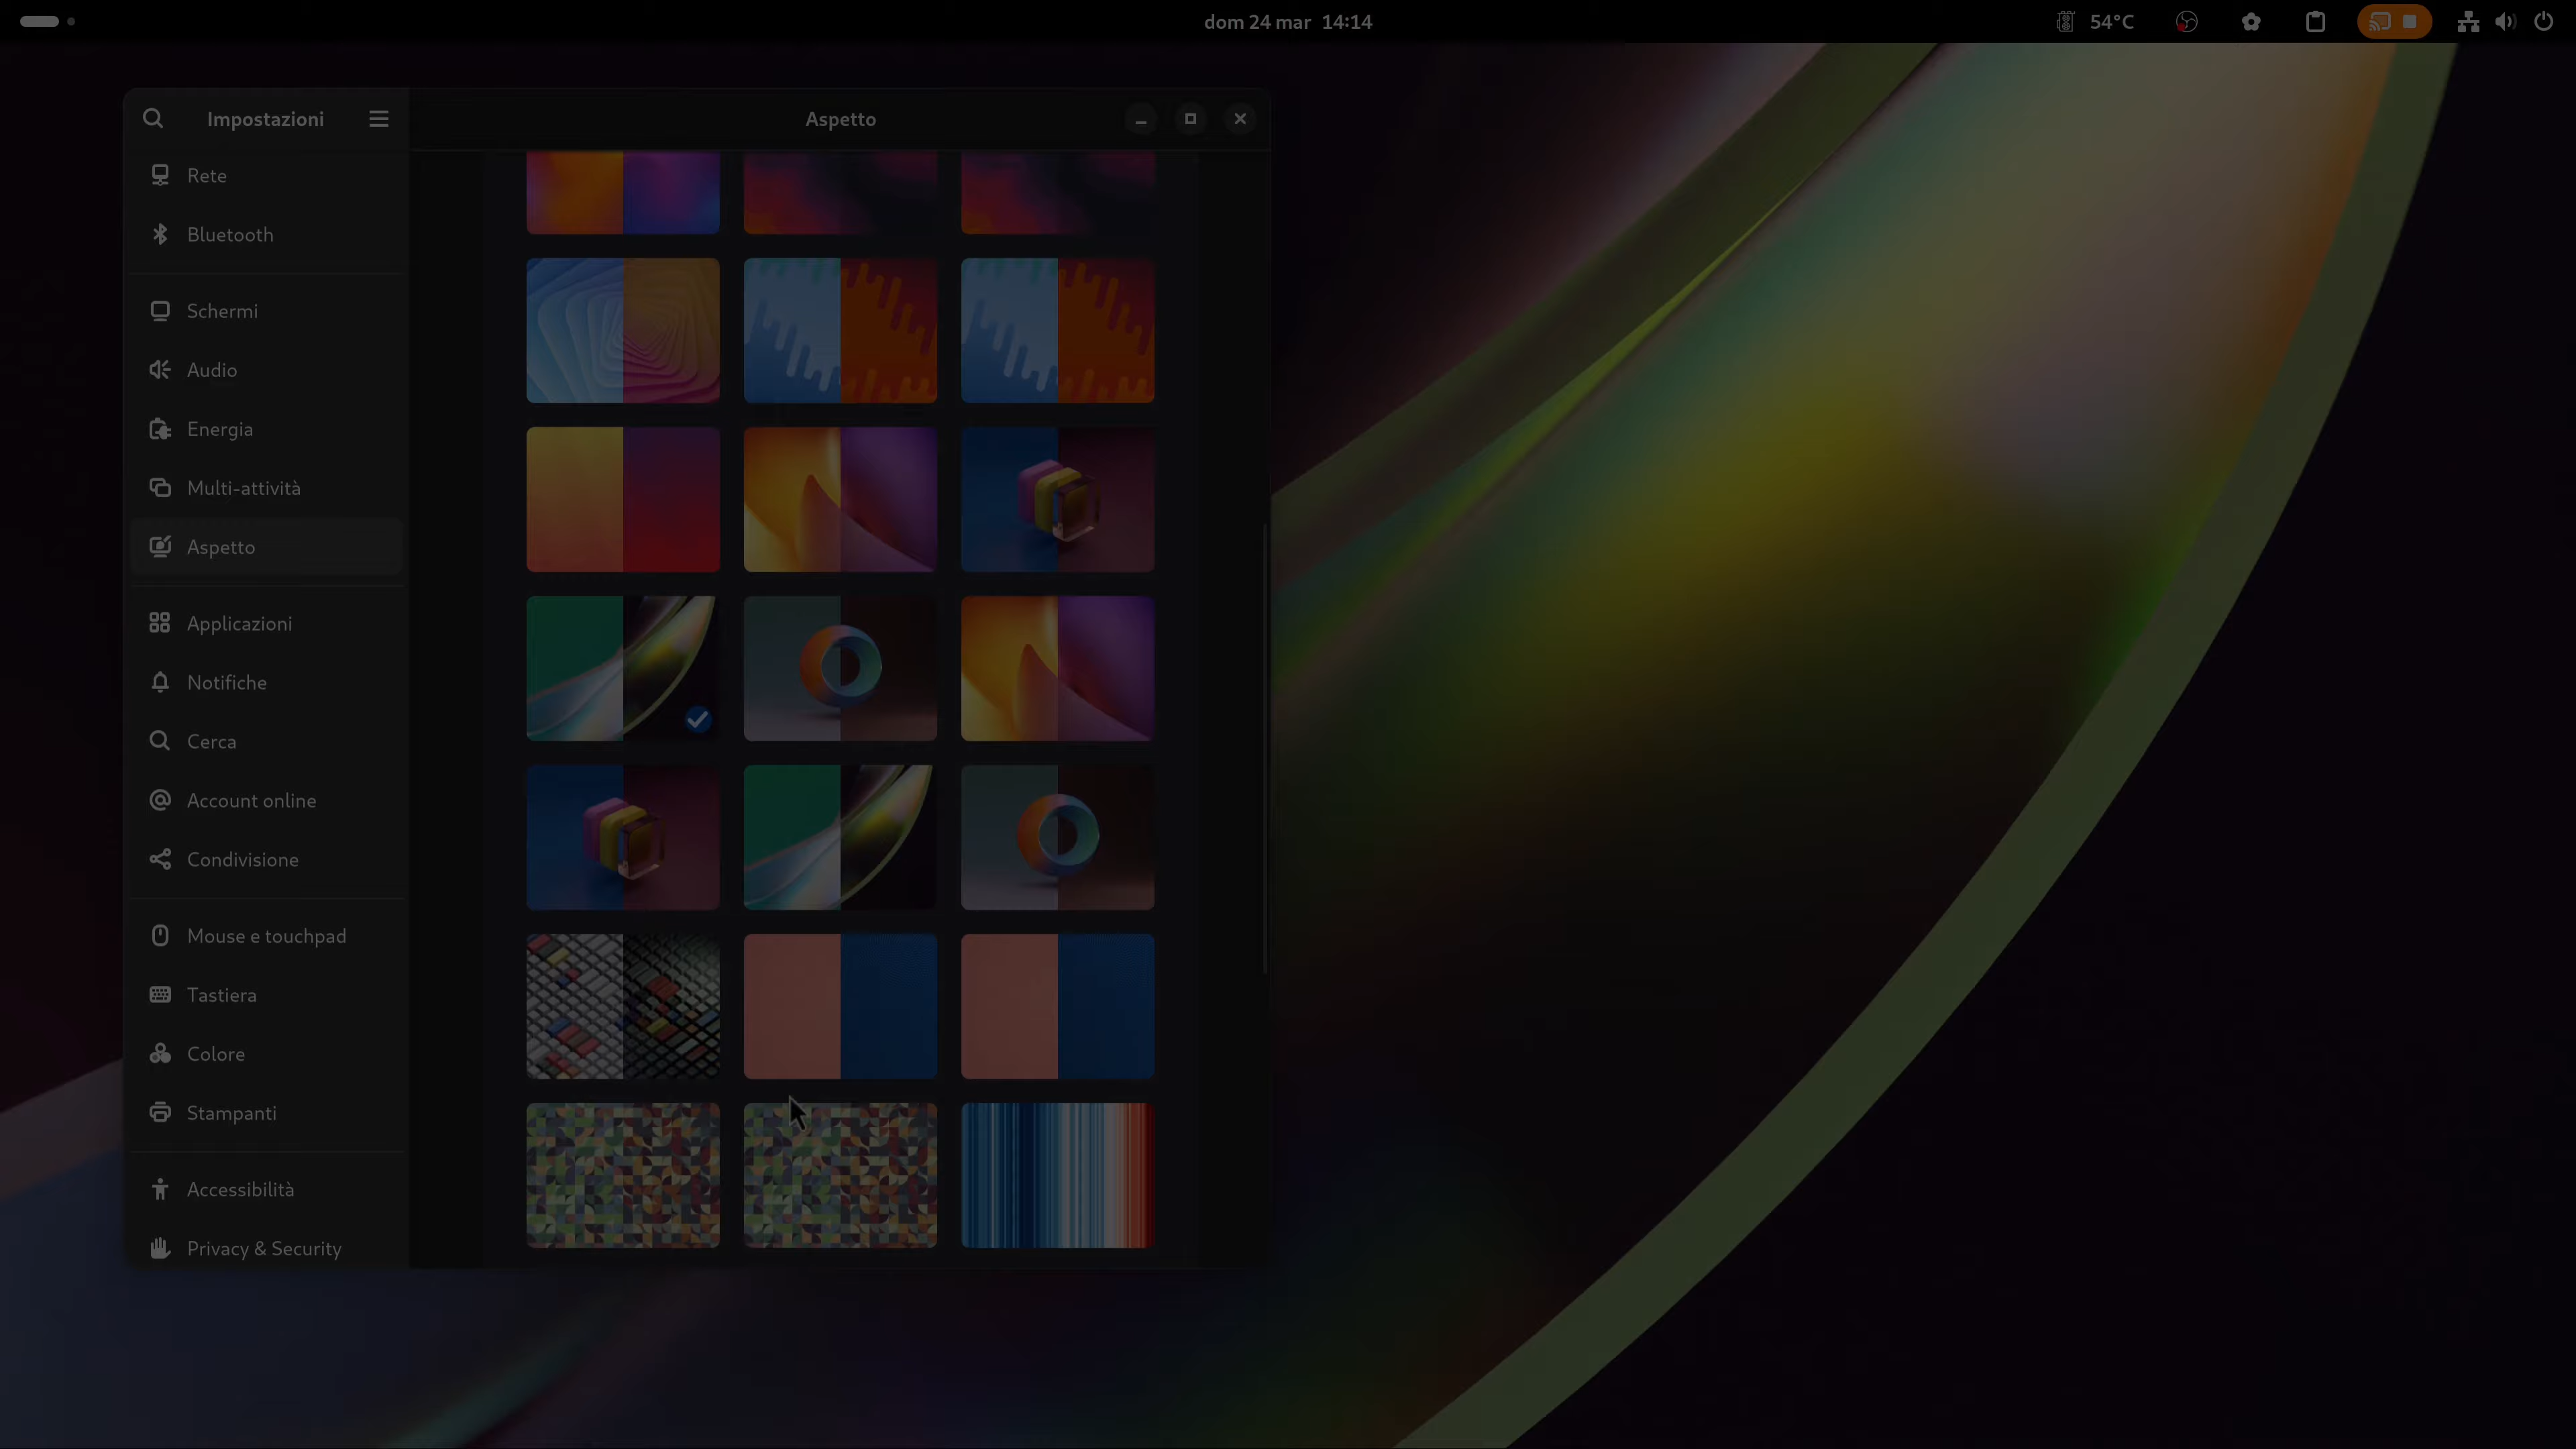 dom 24 mar 14:14
54°C
Impostazioni
Aspetto
Rete
Bluetooth
Schermi
Audio
Energia
Multi-attività
Aspetto
Applicazioni
Notifiche
Cerca
Account online
Condivisione
Mouse e touchpad
Tastiera
Colore
Stampanti
Accessibilità
Privacy & Security